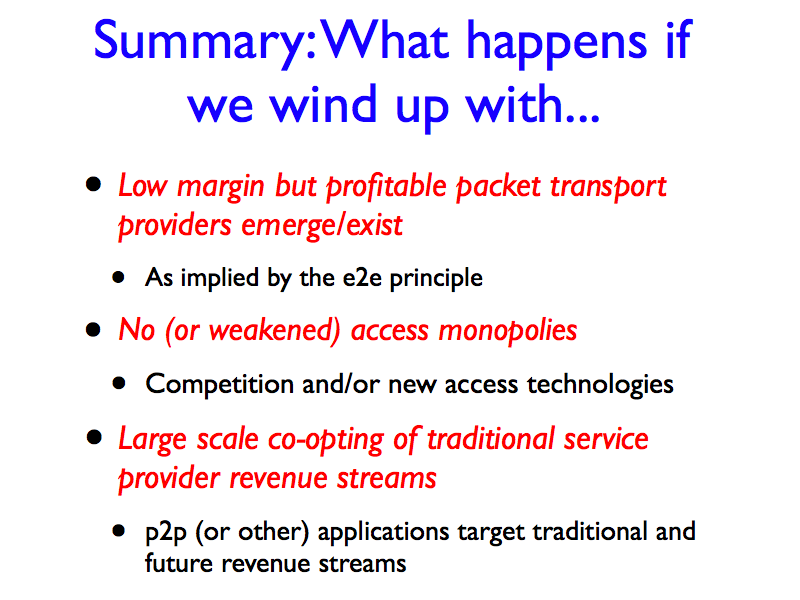 Summary: What happens if
we wind up with...
• Low margin but profitable packet transport
providers emerge/exist
• As implied by the e2e principle
• No (or weakened) access monopolies
• Competition and/or new access technologies
• Large scale co-opting of traditional service
provider revenue streams
• p2p (or other) applications target traditional and
future revenue streams